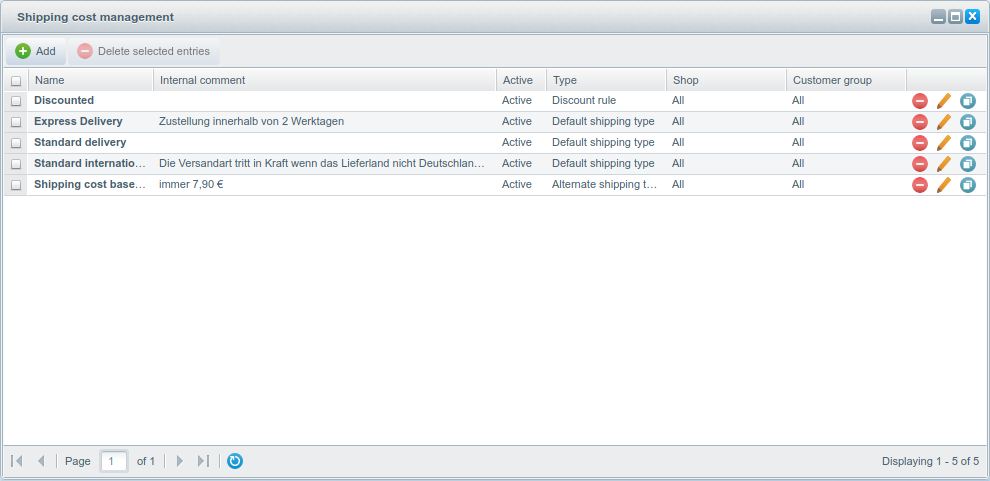 Shipping cost management
Add Delete selected entries
Name Internal comment Active Type Shop Customer group
Discounted Active Discount rule All All
Express Delivery Zustellung innerhalb von 2 Werktagen Active Default shipping type All All
Standard delivery Active Default shipping type All All
Standard internatio... Die Versandart tritt in Kraft wenn das Lieferland nicht Deutschlan... Active Default shipping type All All
Shipping cost base... immer 7,90 € Active Alternate shipping t... All All
Page 1 of 1 Displaying 1 - 5 of 5